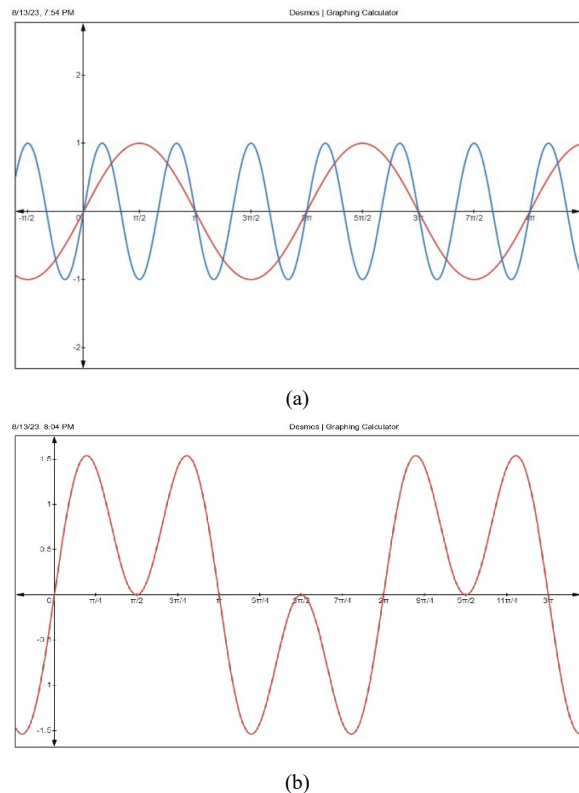 8/13/23, 7:54 PM Desmos | Graphing Calculator
2
1
-π/2 0 π/2 π 3π/2 2π 5π/2 3π 7π/2 4π
-1
-2
(a)
8/13/23, 8:04 PM Desmos | Graphing Calculator
1.5
1
0.5
0 π/4 π/2 3π/4 π 5π/4 3π/2 7π/4 2π 9π/4 5π/2 11π/4 3π
-0.5
-1
-1.5
(b)